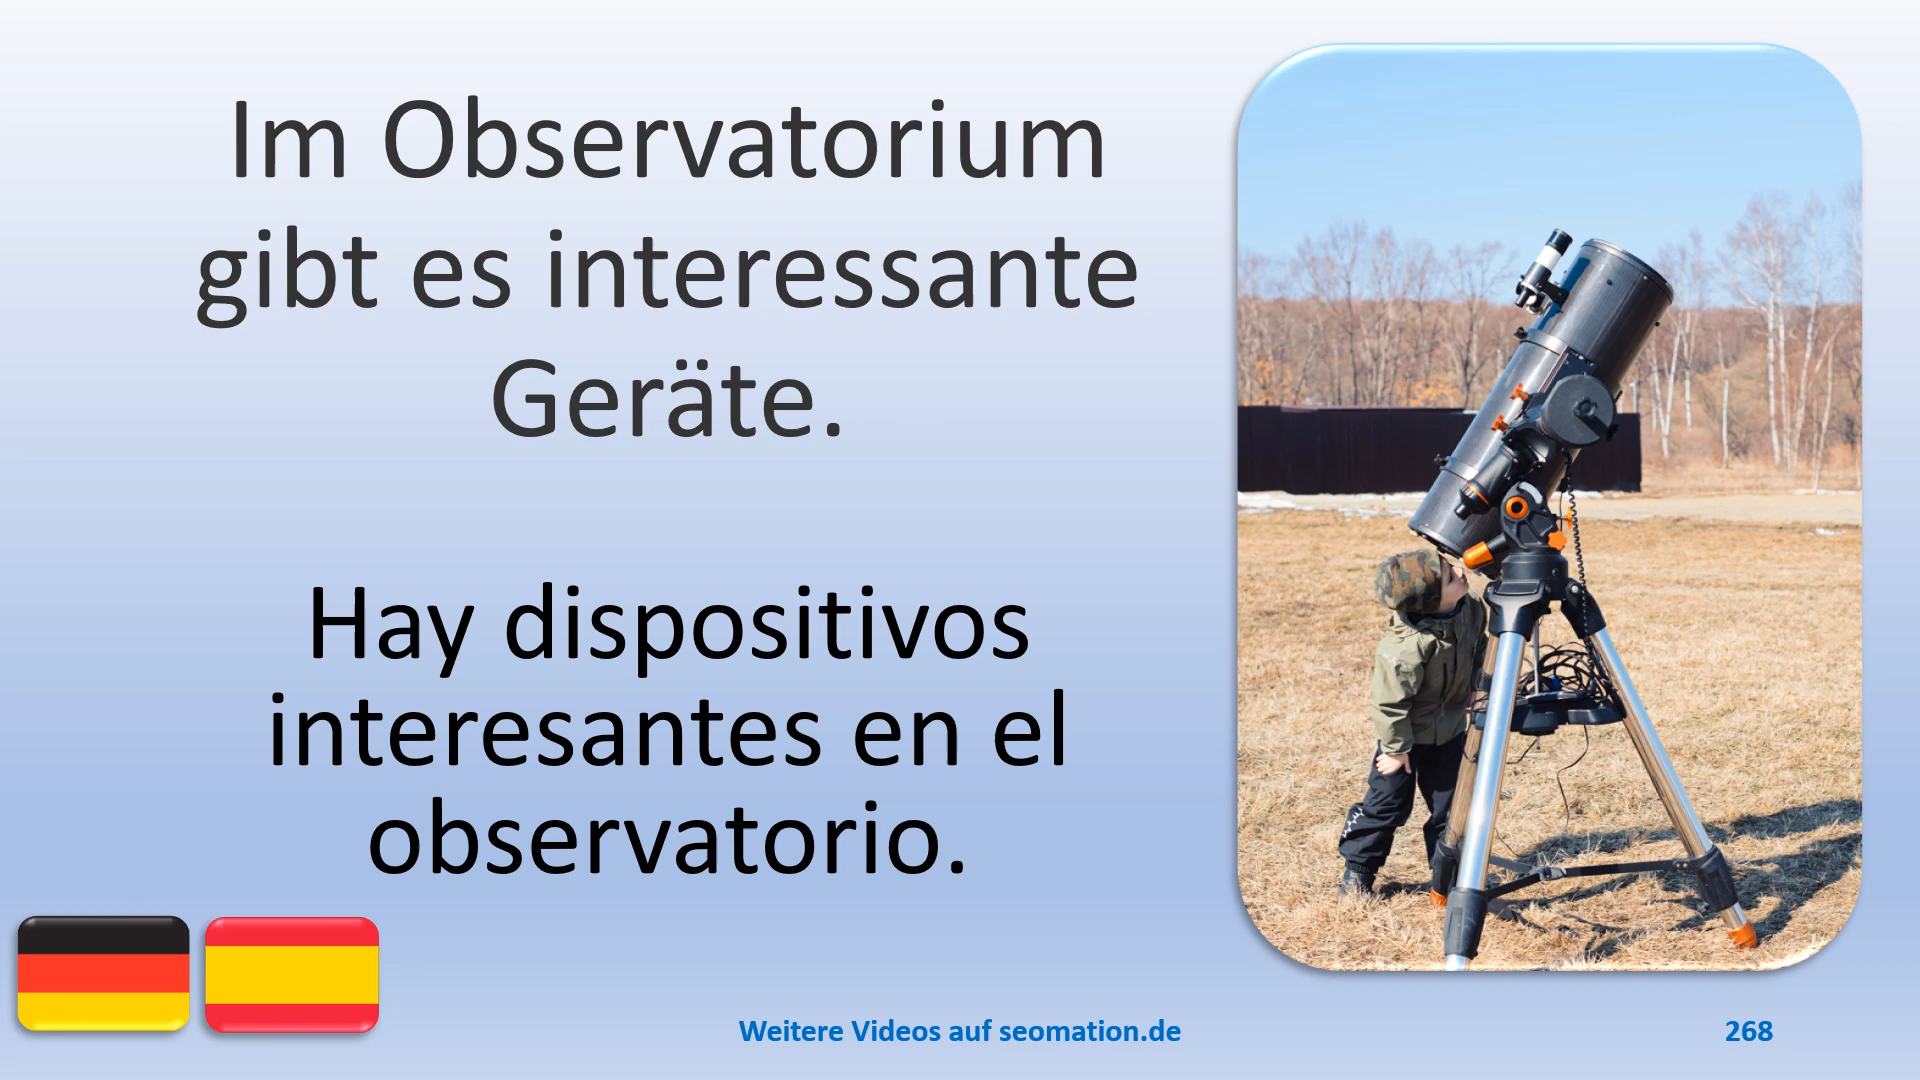 Im Observatorium
gibt es interessante
Geräte.
Hay dispositivos
interesantes en el
observatorio.
Weitere Videos auf seomation.de
268